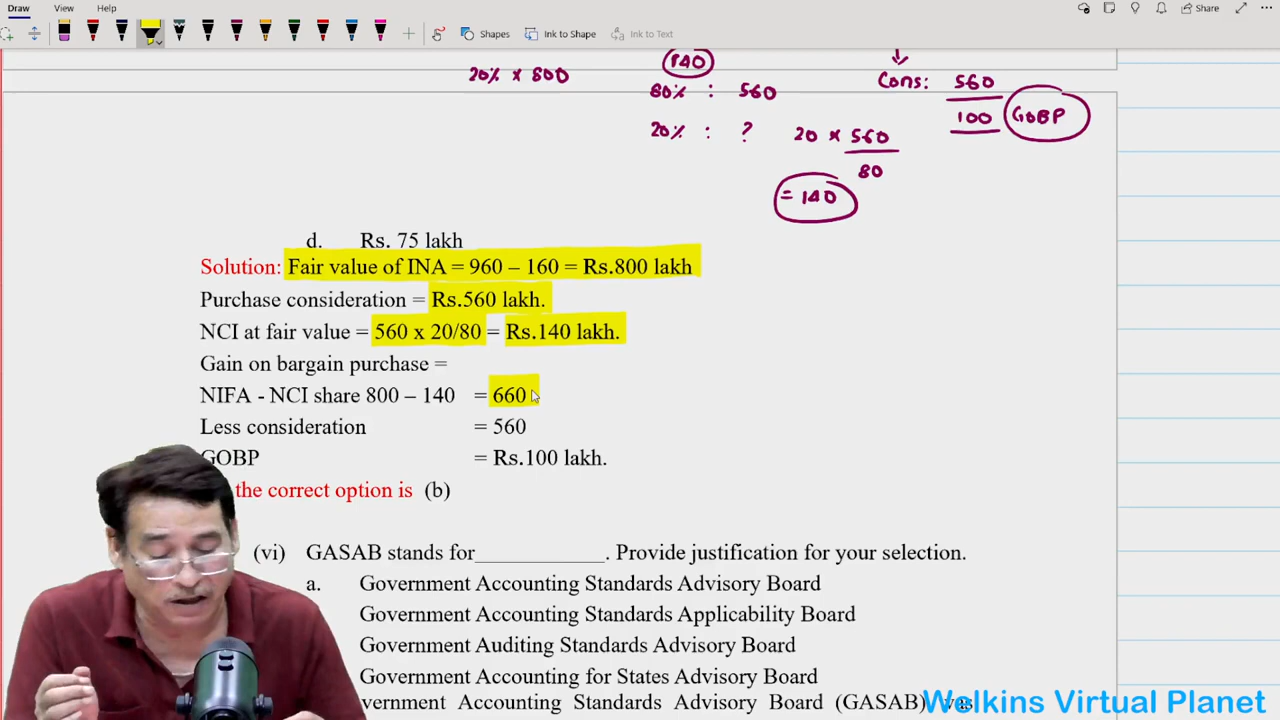 Draw View Help
Share
Shapes Ink to Shape Ink to Text
20% x 800
140
80% : 560
20% : ? 20 x 560
80
= 140
Cons: 560
100 GOBP
d. Rs. 75 lakh
Solution: Fair value of INA = 960 – 160 = Rs.800 lakh
Purchase consideration = Rs.560 lakh.
NCI at fair value = 560 x 20/80 = Rs.140 lakh.
Gain on bargain purchase =
NIFA - NCI share 800 – 140 = 660
Less consideration = 560
GOBP = Rs.100 lakh.
the correct option is (b)
(vi) GASAB stands for___________. Provide justification for your selection.
a. Government Accounting Standards Advisory Board
Government Accounting Standards Applicability Board
Government Auditing Standards Advisory Board
Government Accounting for States Advisory Board
vernment Accounting Standards Advisory Board (GASAB) was
Welkins Virtual Planet